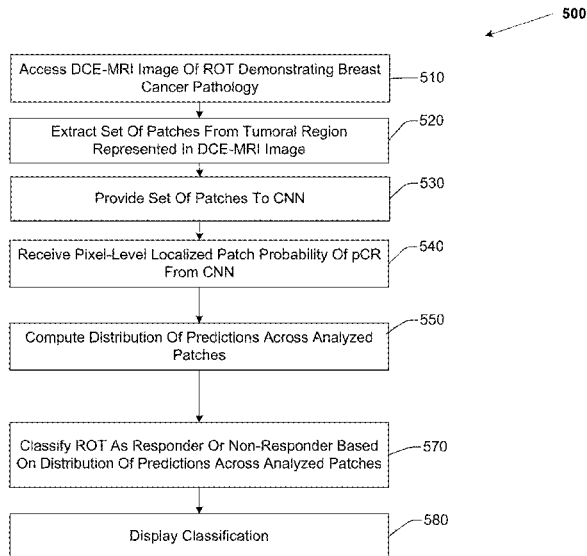 500
Access DCE-MRI Image Of ROT Demonstrating Breast
Cancer Pathology
510
Extract Set Of Patches From Tumoral Region
Represented In DCE-MRI Image
520
Provide Set Of Patches To CNN
530
Receive Pixel-Level Localized Patch Probability Of pCR
From CNN
540
Compute Distribution Of Predictions Across Analyzed
Patches
550
Classify ROT As Responder Or Non-Responder Based
On Distribution Of Predictions Across Analyzed Patches
570
Display Classification
580